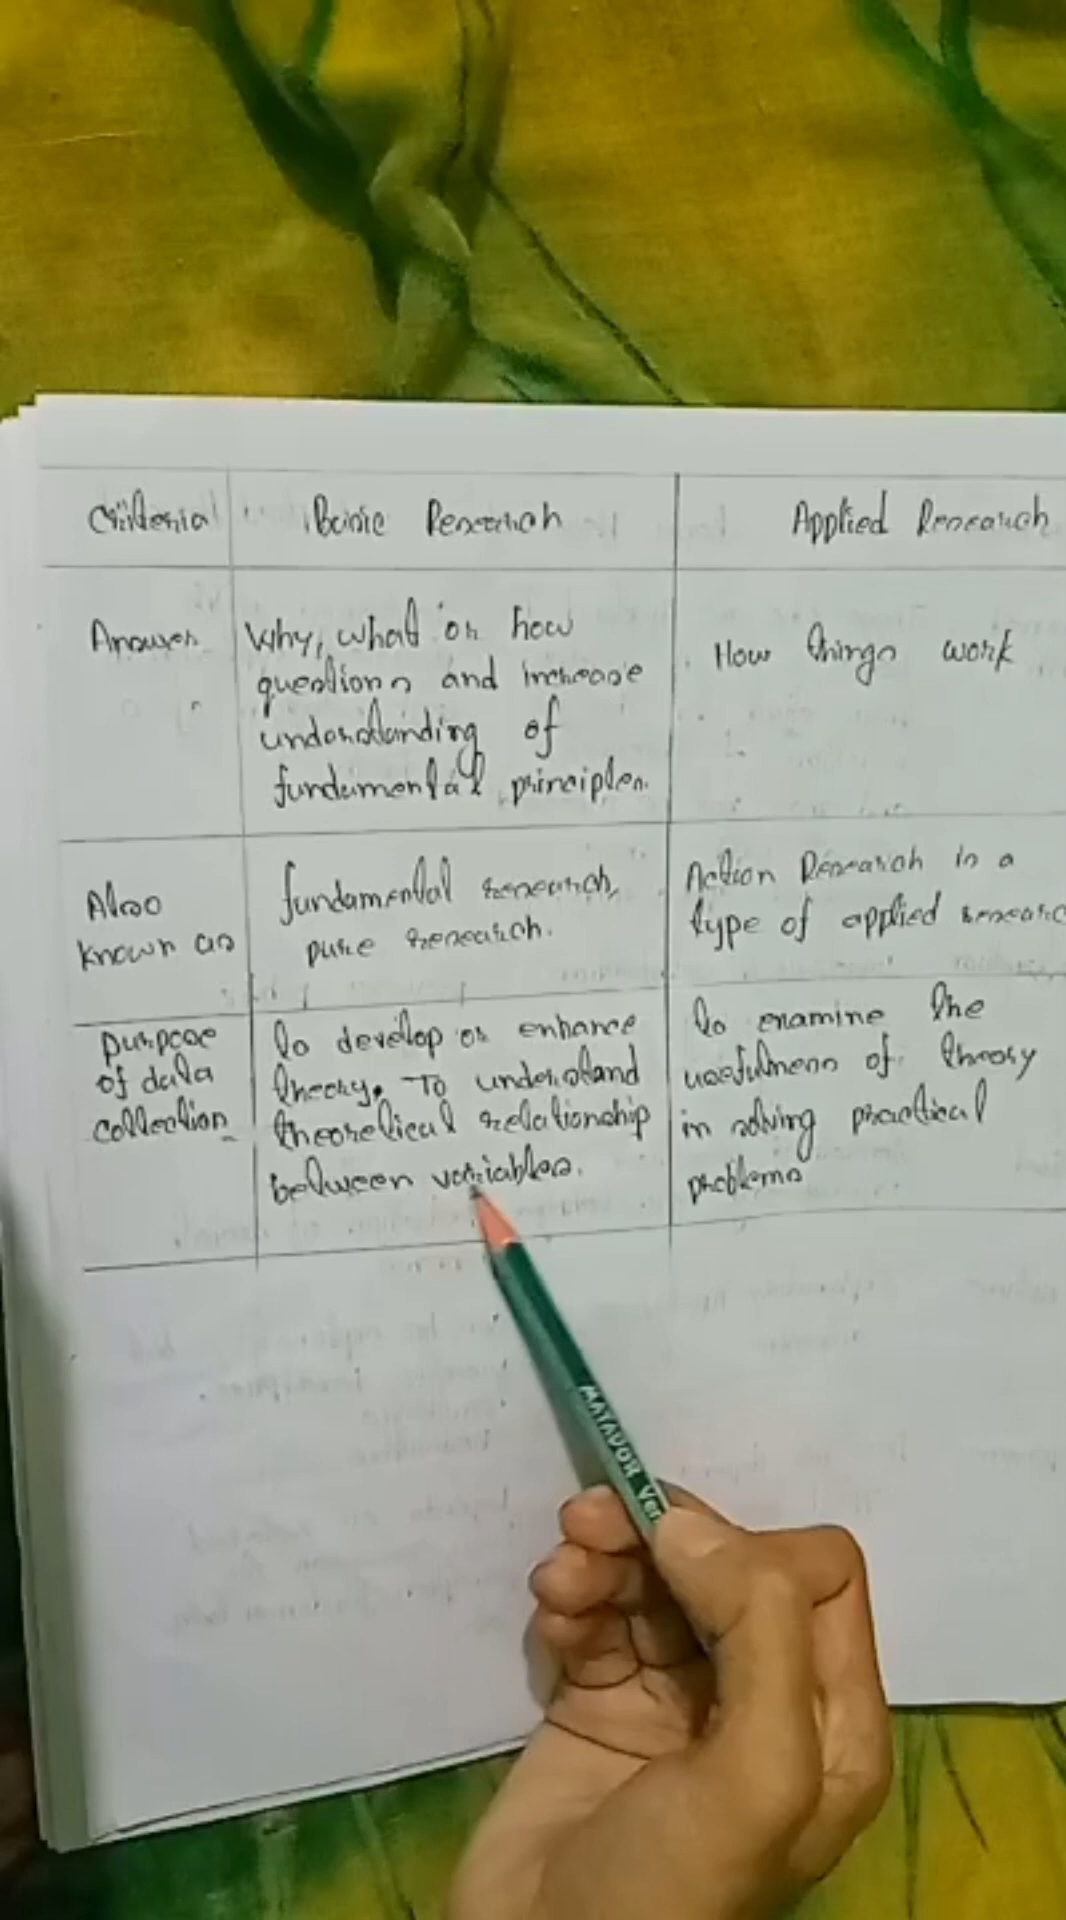 Criteria
Basic Research
Applied Research
Answer
Why, what or how
questions and increase
understanding of
fundamental principles.
How things work
Also
known as
fundamental research,
pure research.
Action Research is a
type of applied researc
purpose
of data
collection
to develop or enhance
theory. To understand
theoretical relationship
between variables.
to examine the
usefulness of theory
in solving practical
problems
MATADOR Ver